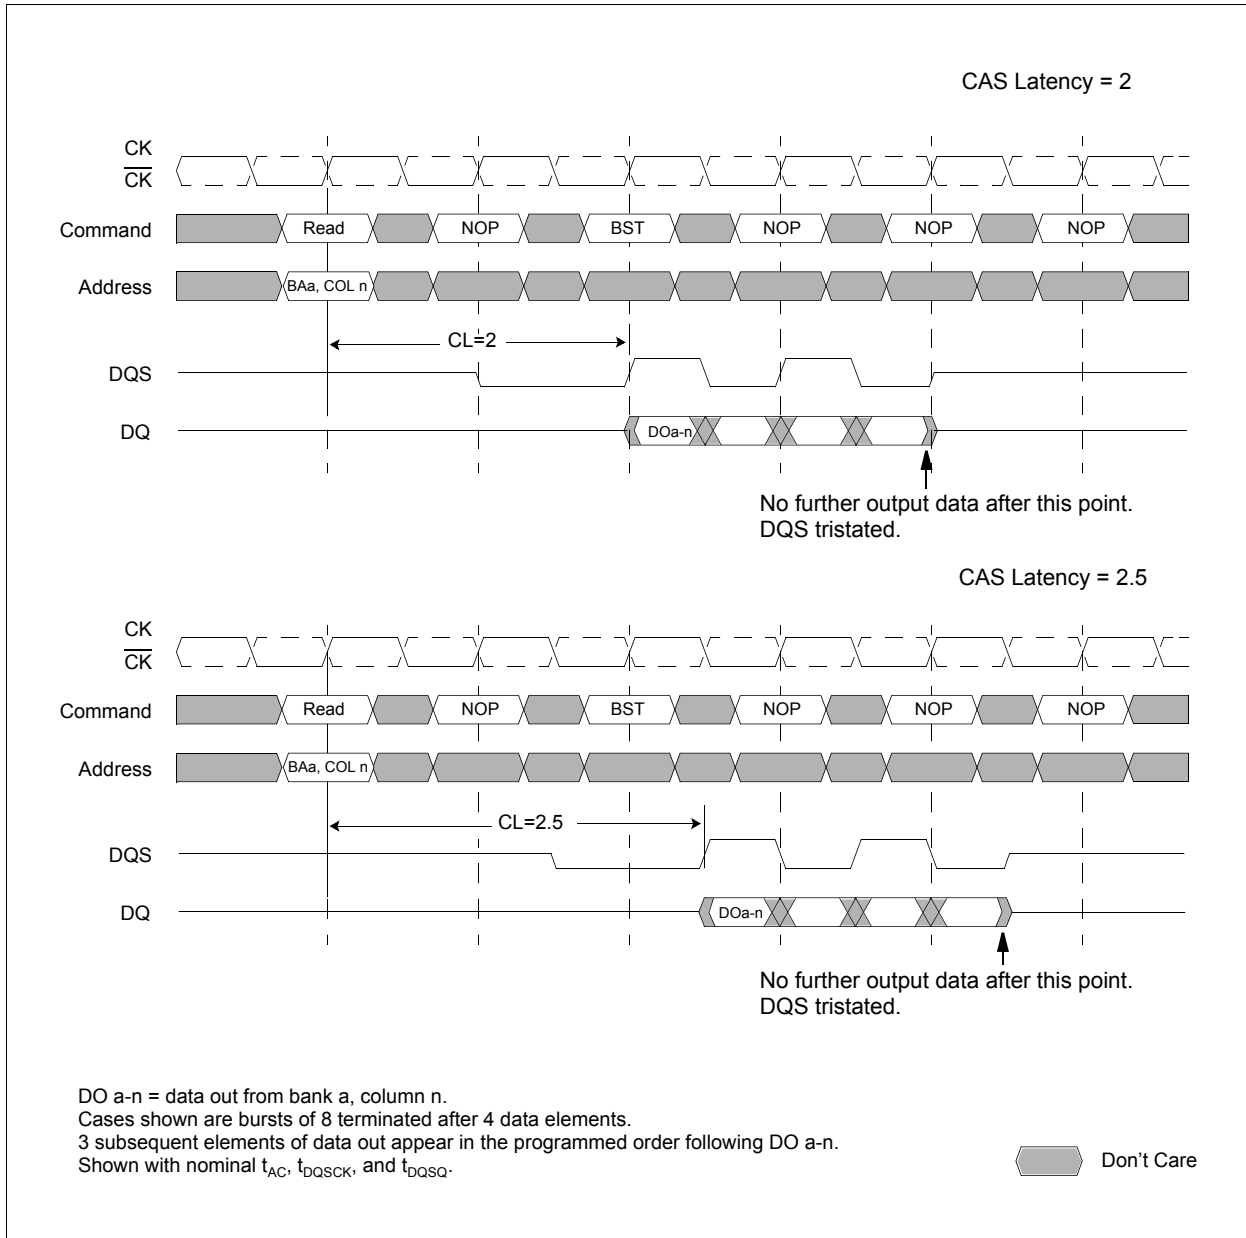 CAS Latency = 2
CK
CK
Command Read NOP BST NOP NOP NOP
Address BAa, COL n
CL=2
DQS
DQ DOa-n
No further output data after this point.
DQS tristated.
CAS Latency = 2.5
CK
CK
Command Read NOP BST NOP NOP NOP
Address BAa, COL n
CL=2.5
DQS
DQ DOa-n
No further output data after this point.
DQS tristated.
DO a-n = data out from bank a, column n.
Cases shown are bursts of 8 terminated after 4 data elements.
3 subsequent elements of data out appear in the programmed order following DO a-n.
Shown with nominal tAC, tDQSCK, and tDQSQ.
Don't Care